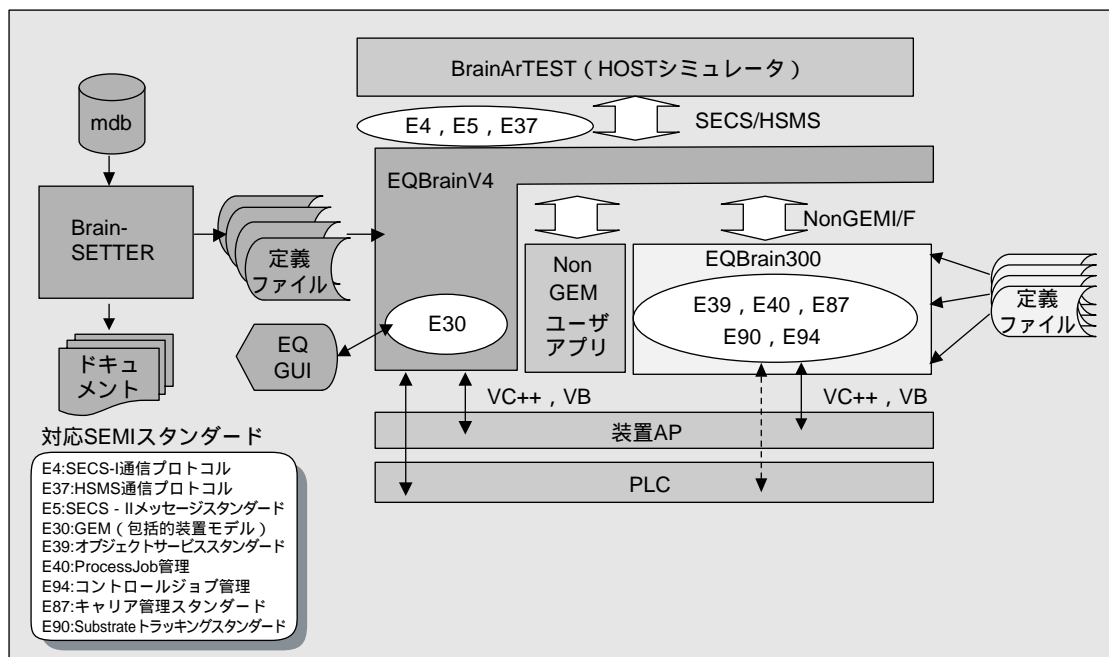 BrainArTEST（HOSTシミュレータ）
mdb
E4，E5，E37
SECS/HSMS
EQBrainV4
Brain-
SETTER
定義
ファイル
NonGEMI/F
Non
GEM
ユーザ
アプリ
EQBrain300
E39，E40，E87
E90，E94
定義
ファイル
E30
EQ
GUI
ドキュ
メント
VC++，VB
VC++，VB
装置AP
PLC
対応SEMIスタンダード
E4:SECS-I通信プロトコル
E37:HSMS通信プロトコル
E5:SECS‐IIメッセージスタンダード
E30:GEM（包括的装置モデル）
E39:オブジェクトサービススタンダード
E40:ProcessJob管理
E94:コントロールジョブ管理
E87:キャリア管理スタンダード
E90:Substrateトラッキングスタンダード